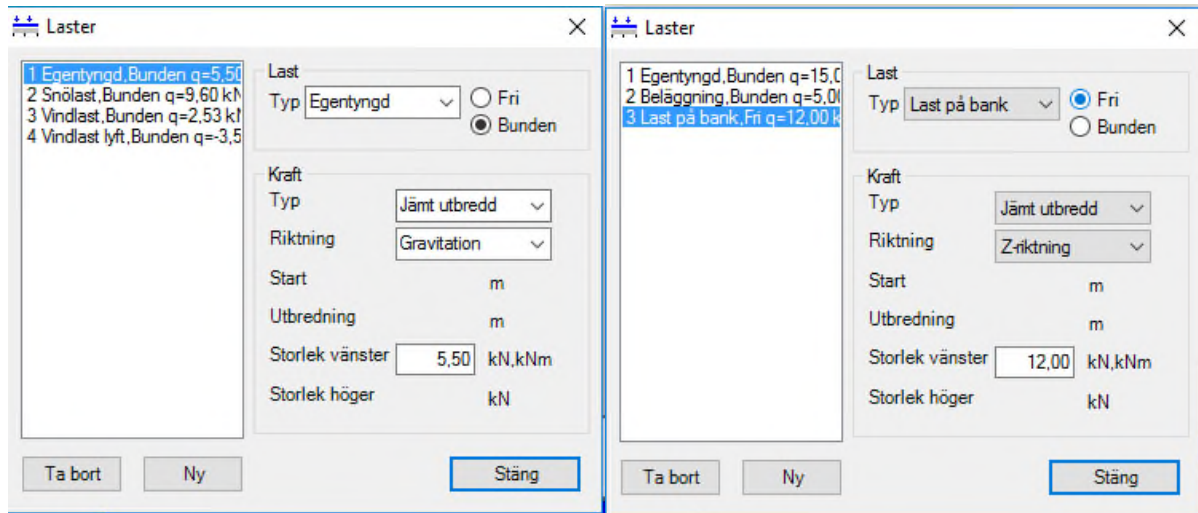 Laster
1 Egentyngd,Bunden q=5,50
2 Snölast,Bunden q=9,60 kN
3 Vindlast,Bunden q=2,53 kN
4 Vindlast lyft,Bunden q=-3,5
Last
Typ Egentyngd
Fri
Bunden
Kraft
Typ Jämt utbredd
Riktning Gravitation
Start m
Utbredning m
Storlek vänster 5,50 kN,kNm
Storlek höger kN
Ta bort Ny Stäng
Laster
1 Egentyngd,Bunden q=15,0
2 Beläggning,Bunden q=5,00
3 Last på bank,Fri q=12,00 k
Last
Typ Last på bank
Fri
Bunden
Kraft
Typ Jämt utbredd
Riktning Z-riktning
Start m
Utbredning m
Storlek vänster 12,00 kN,kNm
Storlek höger kN
Ta bort Ny Stäng